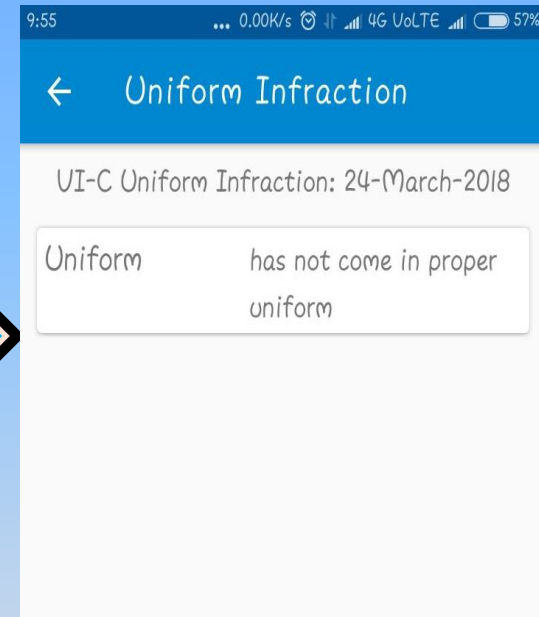 9:55 ... 0.00K/s 4G VoLTE 57%
Uniform Infraction
UI-C Uniform Infraction: 24-March-2018
Uniform has not come in proper
uniform